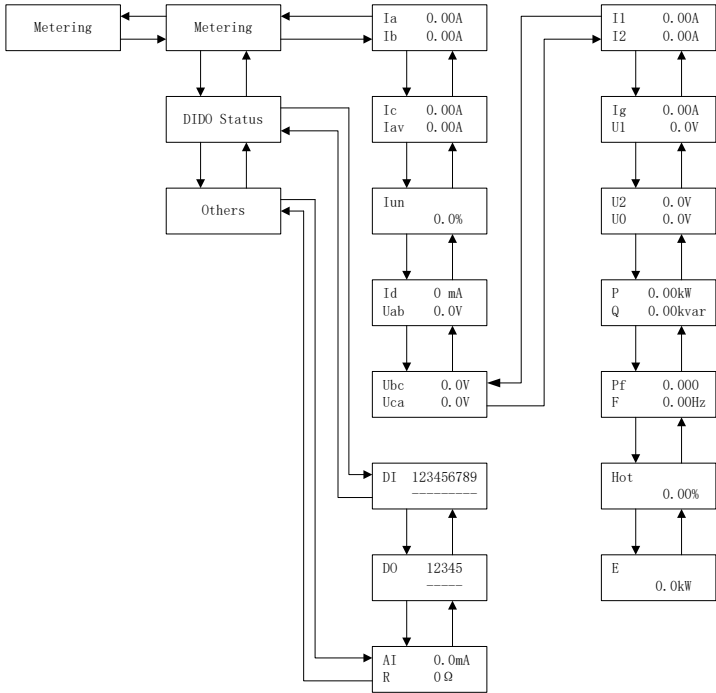 Metering
Metering
DIDO Status
Others
Ia 0.00A
Ib 0.00A
Ic 0.00A
Iav 0.00A
Iun
0.0%
Id 0 mA
Uab 0.0V
Ubc 0.0V
Uca 0.0V
DI 123456789
---------
DO 12345
-----
AI 0.0mA
R 0Ω
I1 0.00A
I2 0.00A
Ig 0.00A
U1 0.0V
U2 0.0V
U0 0.0V
P 0.00kW
Q 0.00kvar
Pf 0.000
F 0.00Hz
Hot
0.00%
E
0.0kW